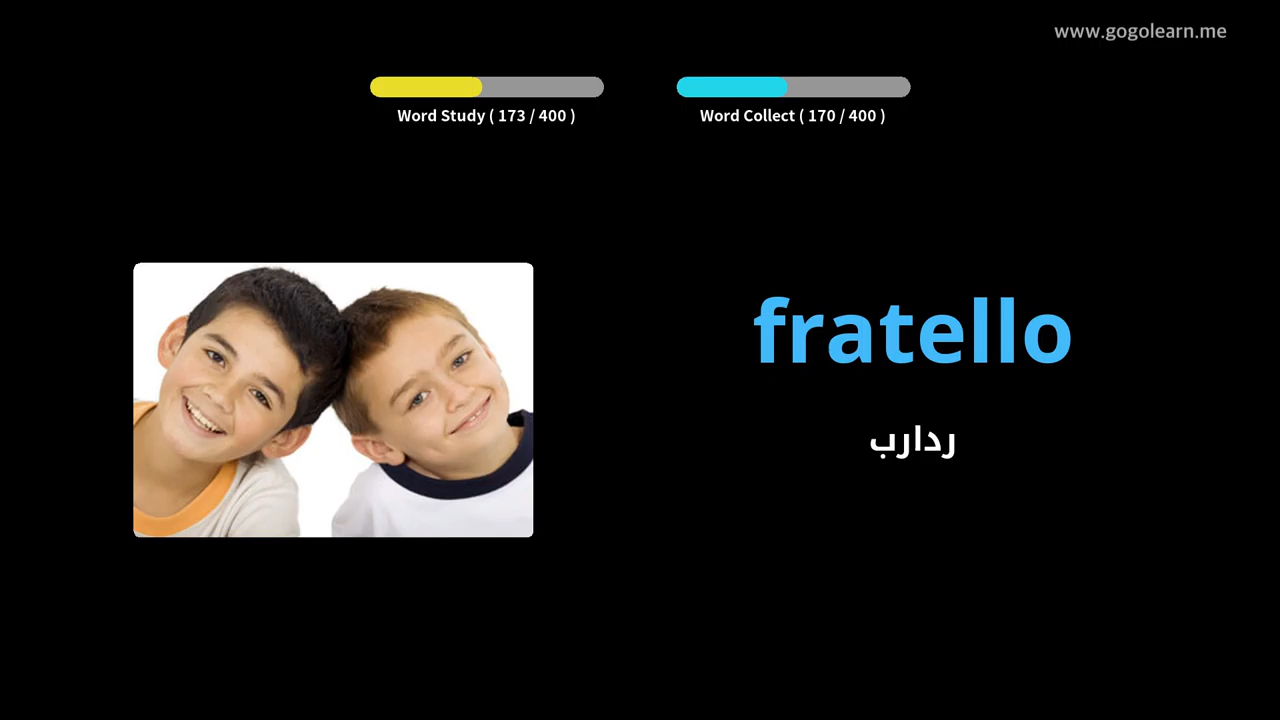 www.gogolearn.me
Word Study ( 173 / 400 )
Word Collect ( 170 / 400 )
fratello
ردارب